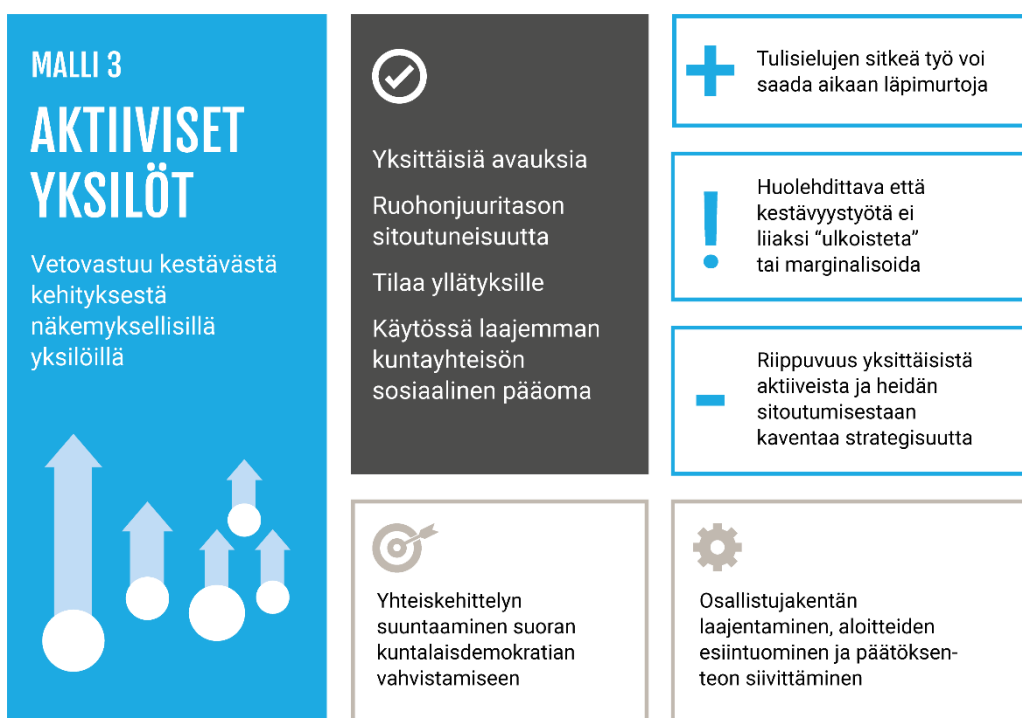 MALLI 3
AKTIIVISET
YKSILÖT
Vetovastuu kestävästä
kehityksestä
näkemyksellisillä
yksilöillä
Yksittäisiä avauksia
Ruohonjuuritason
sitoutuneisuutta
Tilaa yllätyksille
Käytössä laajemman
kuntayhteisön
sosiaalinen pääoma
+
Tulisielujen sitkeä työ voi
saada aikaan läpimurtoja
!
Huolehdittava että
kestävyystyötä ei
liiaksi “ulkoisteta”
tai marginalisoida
-
Riippuvuus yksittäisistä
aktiiveista ja heidän
sitoutumisestaan
kaventaa strategisuutta
Yhteiskehittelyn
suuntaaminen suoran
kuntalaisdemokratian
vahvistamiseen
Osallistujakentän
laajentaminen, aloitteiden
esiintuominen ja päätöksen-
teon siivittäminen